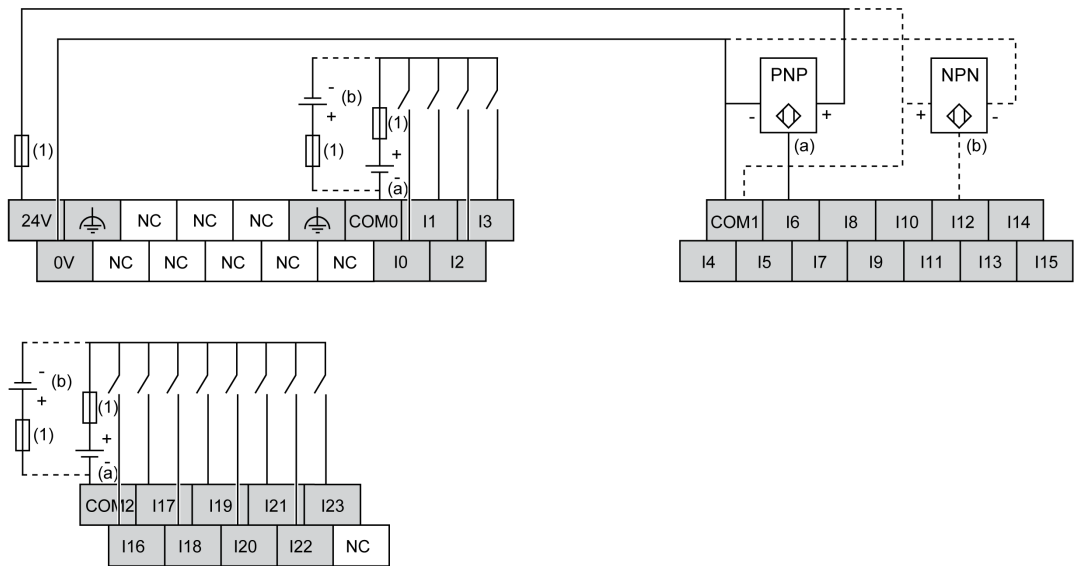 PNP NPN
- (b) + (1) (1) + - (a)
(1)
- + (a) + - (b)
24V NC NC NC COM0 I1 I3
0V NC NC NC NC NC I0 I2
COM1 I6 I8 I10 I12 I14
I4 I5 I7 I9 I11 I13 I15
- (b) + (1) (1) + - (a)
COM2 I17 I19 I21 I23
I16 I18 I20 I22 NC